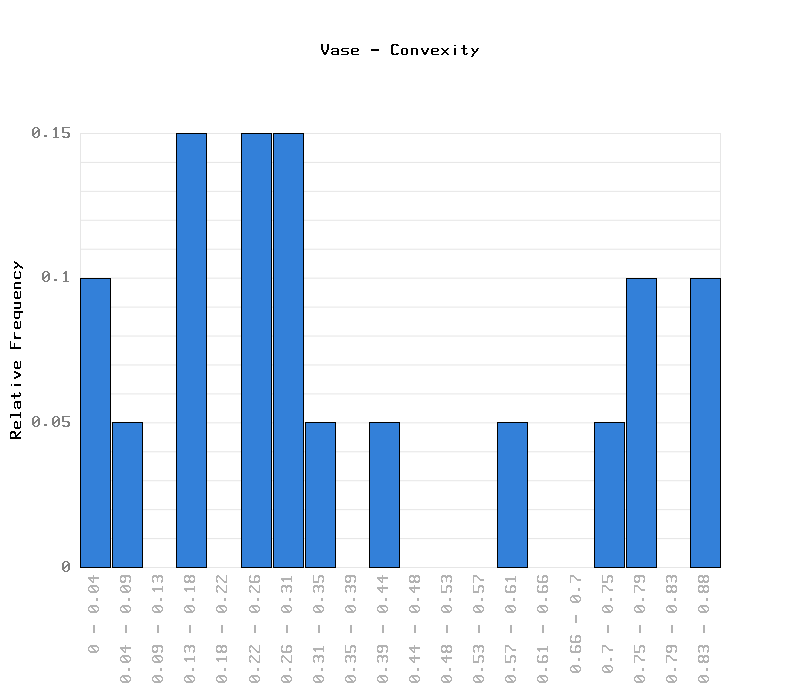 Vase - Convexity
Relative Frequency
0.15
0.1
0.05
0
0 - 0.04
0.04 - 0.09
0.09 - 0.13
0.13 - 0.18
0.18 - 0.22
0.22 - 0.26
0.26 - 0.31
0.31 - 0.35
0.35 - 0.39
0.39 - 0.44
0.44 - 0.48
0.48 - 0.53
0.53 - 0.57
0.57 - 0.61
0.61 - 0.66
0.66 - 0.7
0.7 - 0.75
0.75 - 0.79
0.79 - 0.83
0.83 - 0.88